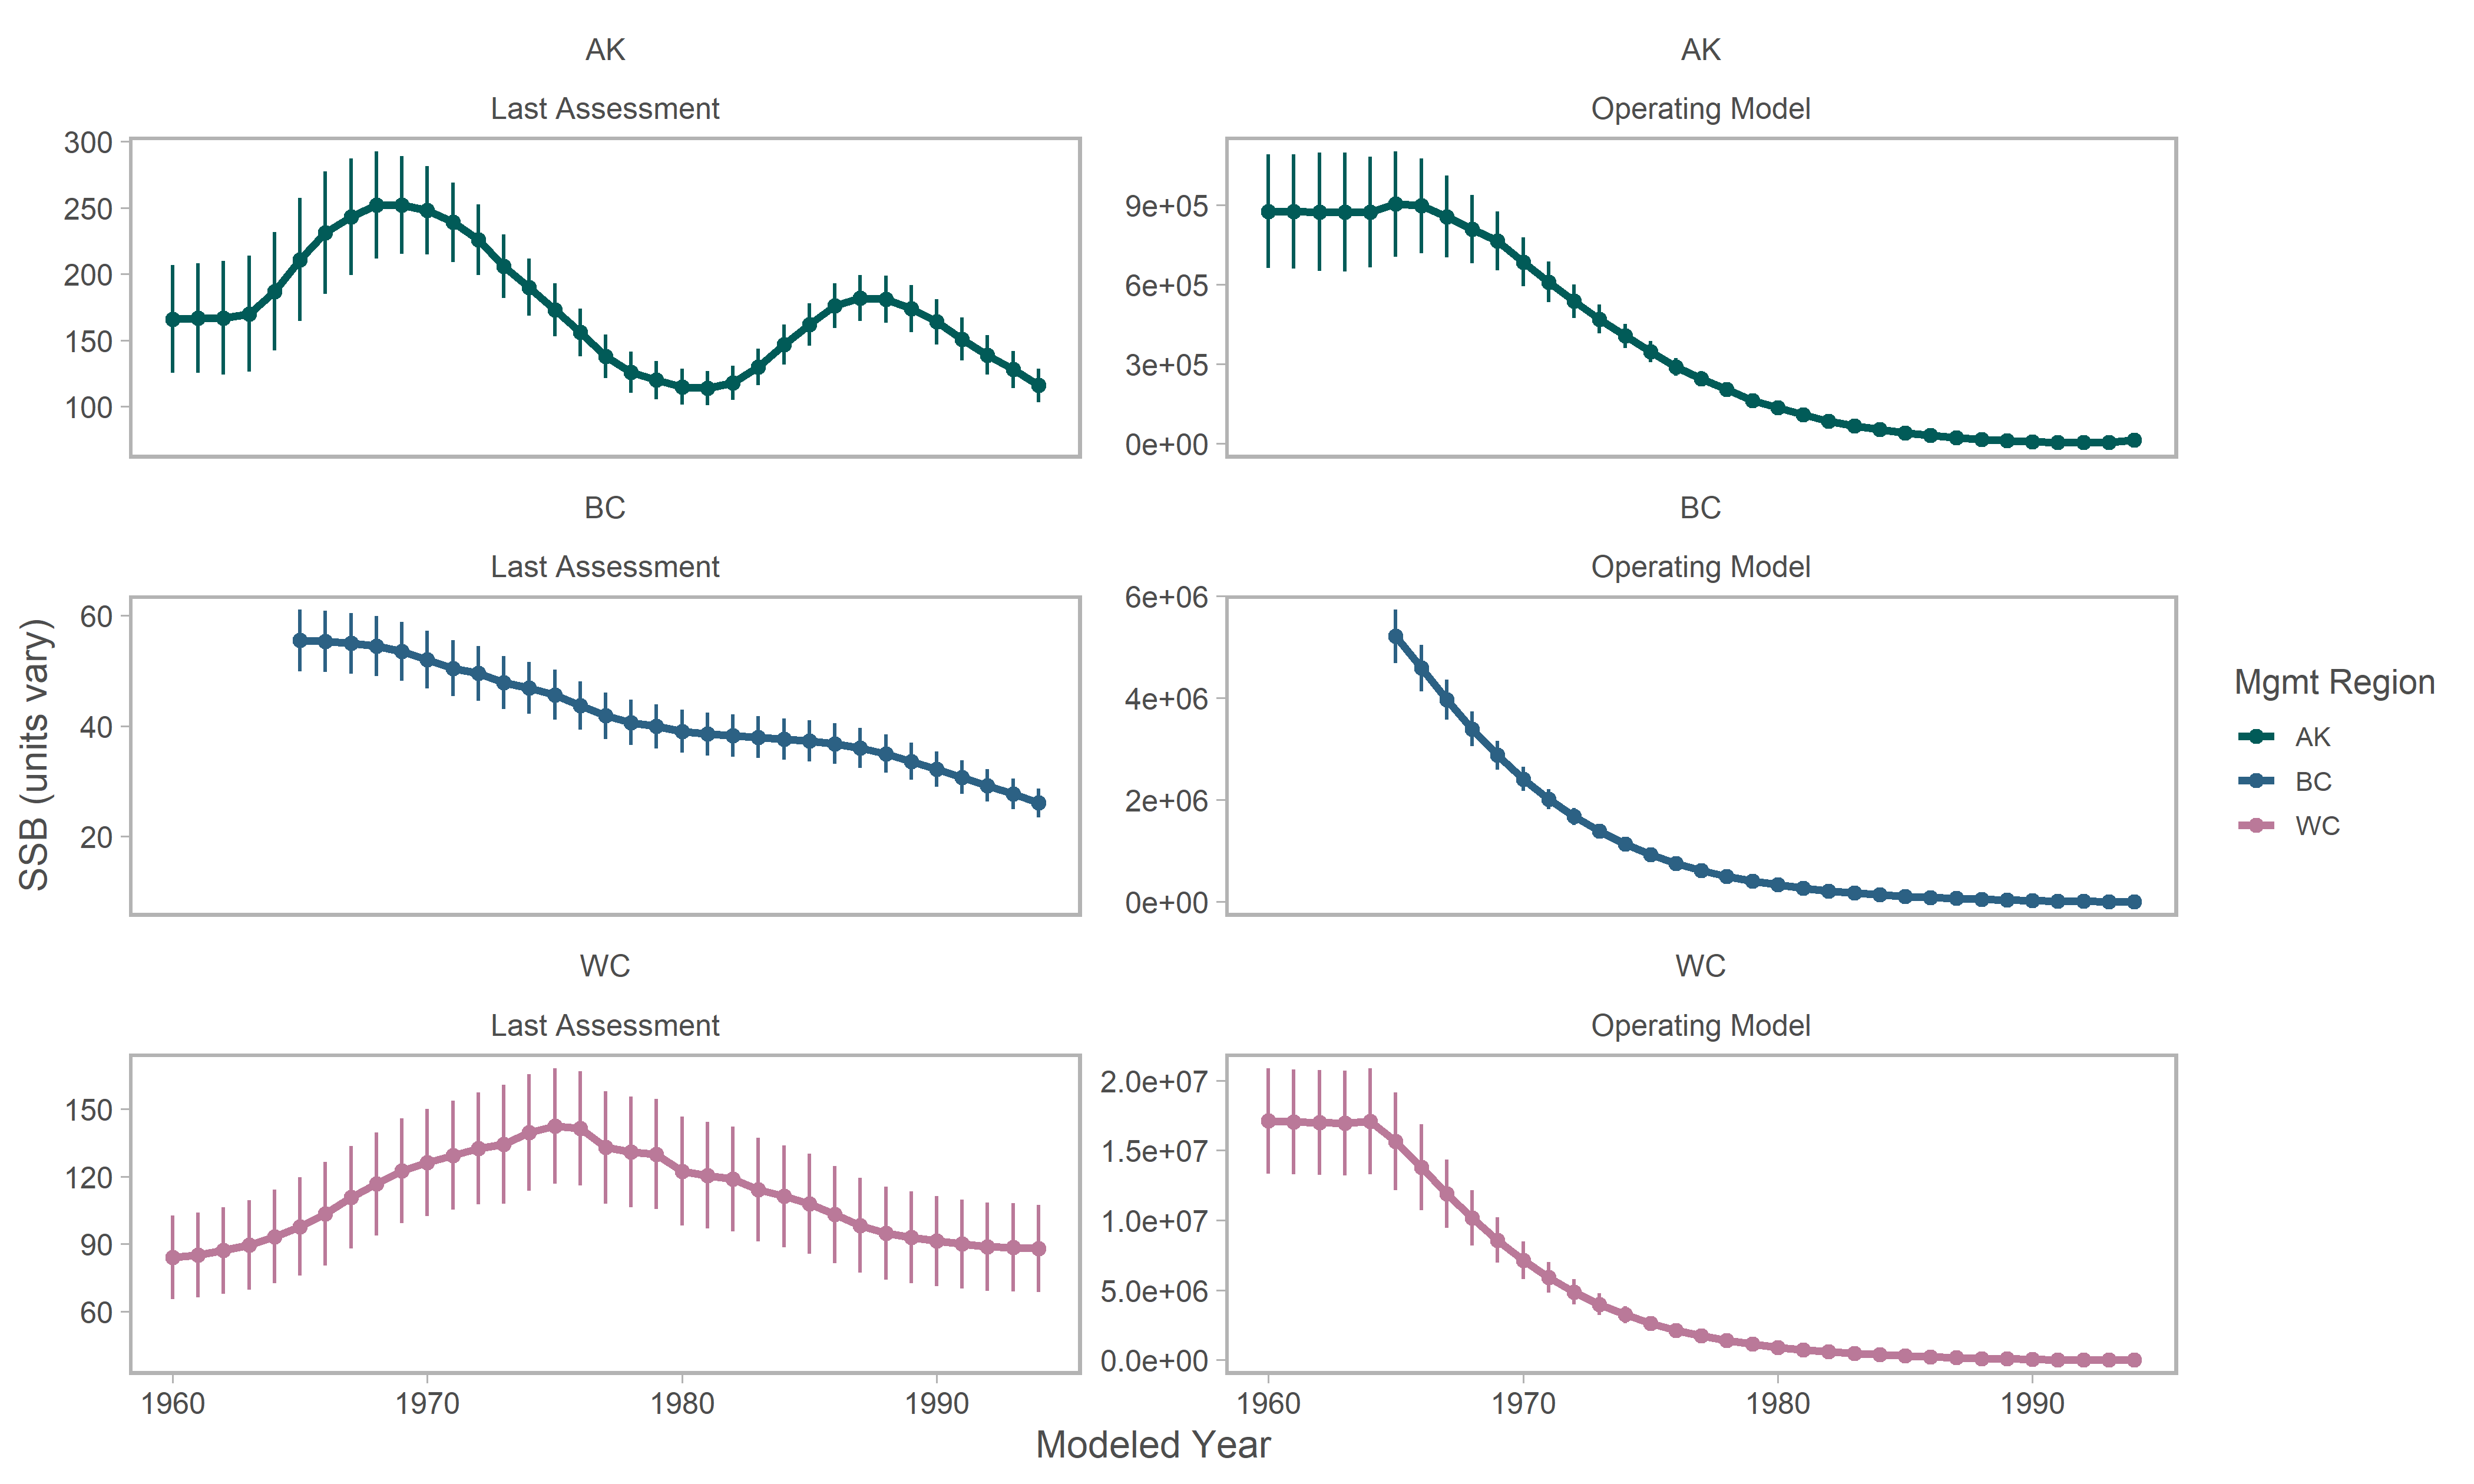 AK
Last Assessment
300
250
200
150
100
AK
Operating Model
9e+05
6e+05
3e+05
0e+00
BC
Last Assessment
60
40
20
BC
Operating Model
6e+06
4e+06
2e+06
0e+00
WC
Last Assessment
150
120
90
60
1960 1970 1980 1990
WC
Operating Model
2.0e+07
1.5e+07
1.0e+07
5.0e+06
0.0e+00
1960 1970 1980 1990
SSB (units vary)
Modeled Year
Mgmt Region
AK
BC
WC